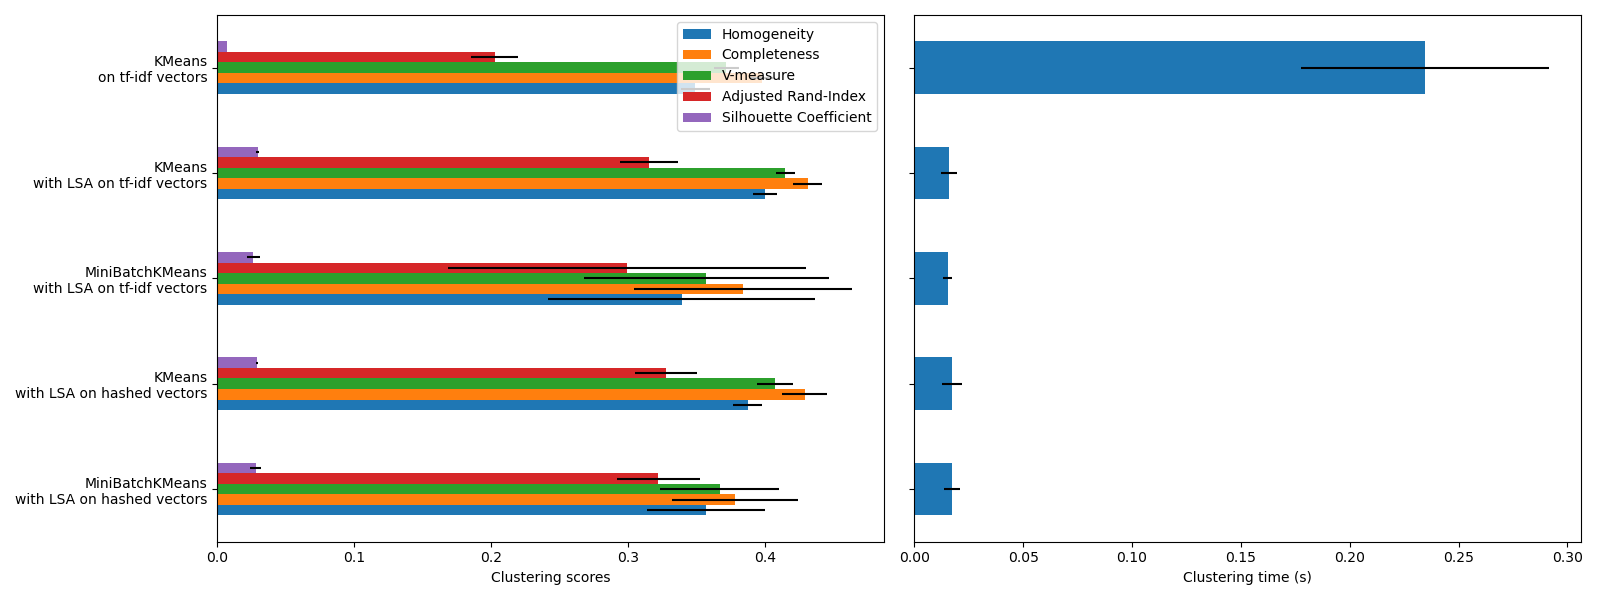 KMeans
on tf-idf vectors
KMeans
with LSA on tf-idf vectors
MiniBatchKMeans
with LSA on tf-idf vectors
KMeans
with LSA on hashed vectors
MiniBatchKMeans
with LSA on hashed vectors
Homogeneity
Completeness
V-measure
Adjusted Rand-Index
Silhouette Coefficient
0.0 0.1 0.2 0.3 0.4
Clustering scores
0.00 0.05 0.10 0.15 0.20 0.25 0.30
Clustering time (s)